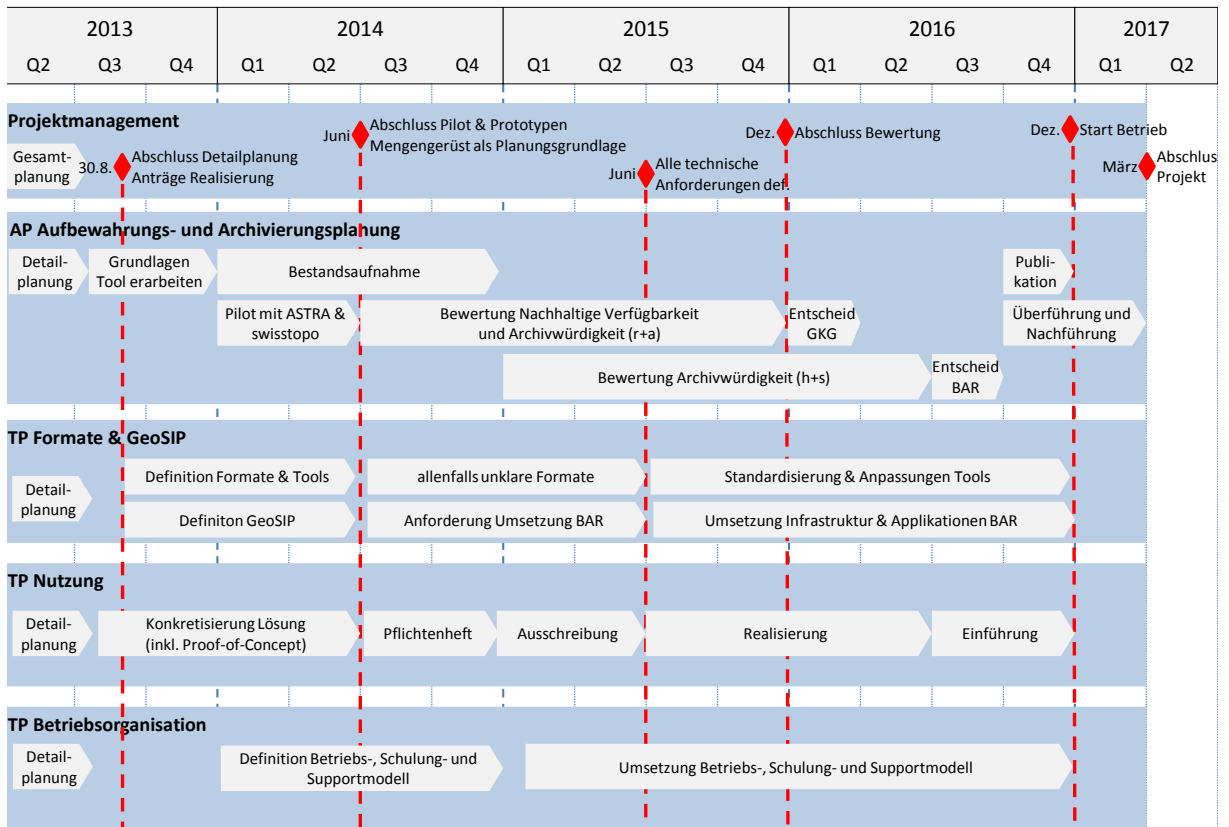 2013 2014 2015 2016 2017
Q2 Q3 Q4 Q1 Q2 Q3 Q4 Q1 Q2 Q3 Q4 Q1 Q2 Q3 Q4 Q1 Q2
Projektmanagement
Gesamt-
planung
30.8.
Abschluss Detailplanung
Anträge Realisierung
Juni
Abschluss Pilot & Prototypen
Mengengerüst als Planungsgrundlage
Juni
Alle technische
Anforderungen def.
Dez.
Abschluss Bewertung
Dez.
Start Betrieb
März
Abschlus
Projekt
AP Aufbewahrungs- und Archivierungsplanung
Detail-
planung
Grundlagen
Tool erarbeiten
Bestandsaufnahme
Publi-
kation
Pilot mit ASTRA &
swisstopo
Bewertung Nachhaltige Verfügbarkeit
und Archivwürdigkeit (r+a)
Entscheid
GKG
Überführung und
Nachführung
Bewertung Archivwürdigkeit (h+s)
Entscheid
BAR
TP Formate & GeoSIP
Detail-
planung
Definition Formate & Tools
allenfalls unklare Formate
Standardisierung & Anpassungen Tools
Definiton GeoSIP
Anforderung Umsetzung BAR
Umsetzung Infrastruktur & Applikationen BAR
TP Nutzung
Detail-
planung
Konkretisierung Lösung
(inkl. Proof-of-Concept)
Pflichtenheft
Ausschreibung
Realisierung
Einführung
TP Betriebsorganisation
Detail-
planung
Definition Betriebs-, Schulung- und
Supportmodell
Umsetzung Betriebs-, Schulung- und Supportmodell